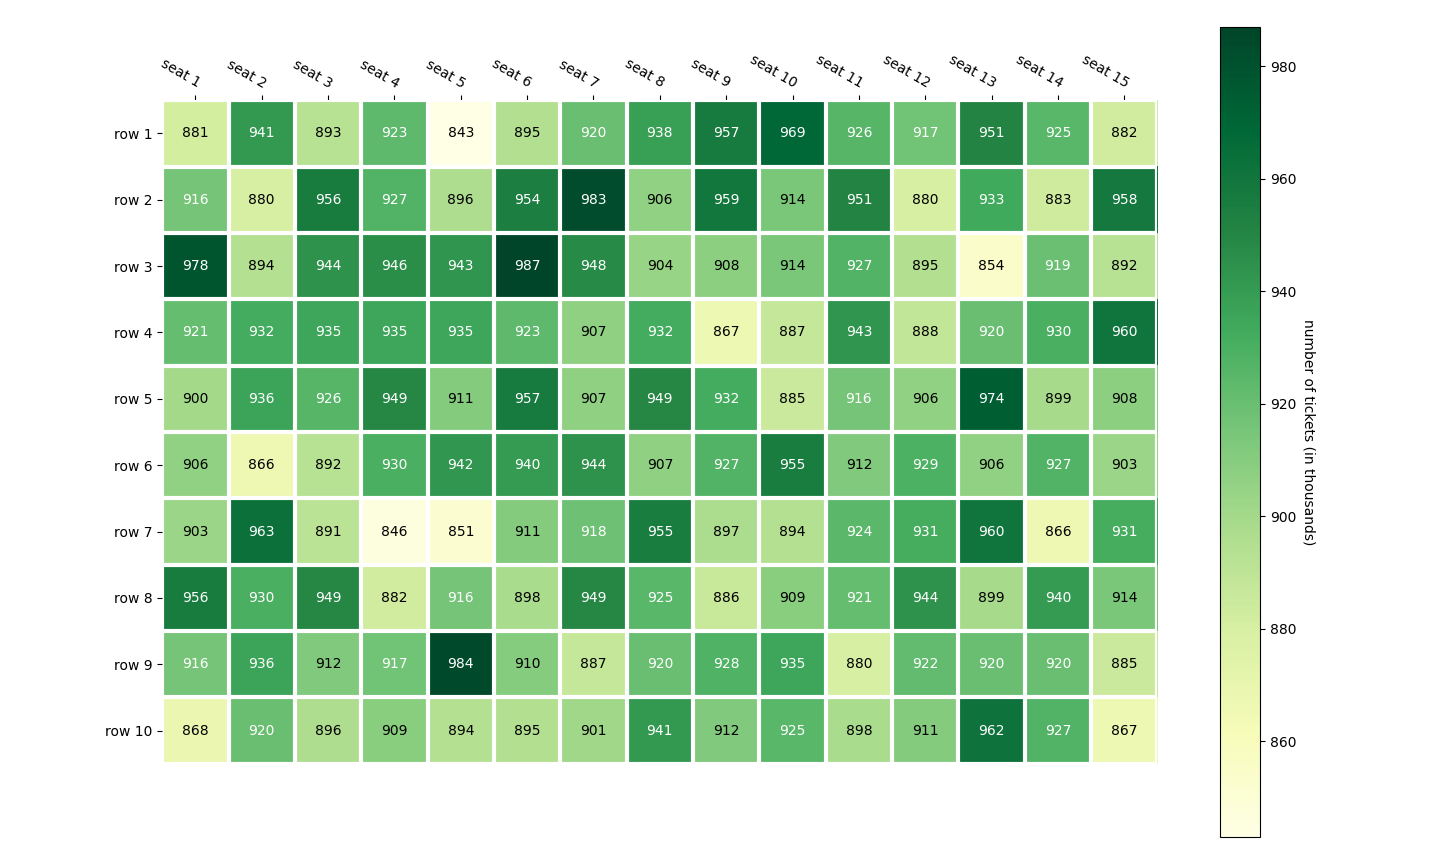 seat 1 seat 2 seat 3 seat 4 seat 5 seat 6 seat 7 seat 8 seat 9 seat 10 seat 11 seat 12 seat 13 seat 14 seat 15
row 1 881 941 893 923 843 895 920 938 957 969 926 917 951 925 882
row 2 916 880 956 927 896 954 983 906 959 914 951 880 933 883 958
row 3 978 894 944 946 943 987 948 904 908 914 927 895 854 919 892
row 4 921 932 935 935 935 923 907 932 867 887 943 888 920 930 960
row 5 900 936 926 949 911 957 907 949 932 885 916 906 974 899 908
row 6 906 866 892 930 942 940 944 907 927 955 912 929 906 927 903
row 7 903 963 891 846 851 911 918 955 897 894 924 931 960 866 931
row 8 956 930 949 882 916 898 949 925 886 909 921 944 899 940 914
row 9 916 936 912 917 984 910 887 920 928 935 880 922 920 920 885
row 10 868 920 896 909 894 895 901 941 912 925 898 911 962 927 867
980
960
940
920
900
880
860
number of tickets (in thousands)